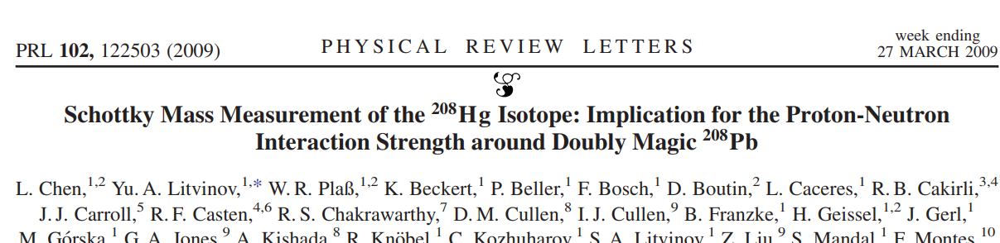 PRL 102, 122503 (2009)
PHYSICAL REVIEW LETTERS
week ending
27 MARCH 2009
Schottky Mass Measurement of the ²⁰⁸Hg Isotope: Implication for the Proton-Neutron
Interaction Strength around Doubly Magic ²⁰⁸Pb
L. Chen,¹,² Yu. A. Litvinov,¹,* W. R. Plaß,¹,² K. Beckert,¹ P. Beller,¹ F. Bosch,¹ D. Boutin,² L. Caceres,¹ R. B. Cakirli,³,⁴
J. J. Carroll,⁵ R. F. Casten,⁴,⁶ R. S. Chakrawarthy,⁷ D. M. Cullen,⁸ I. J. Cullen,⁹ B. Franzke,¹ H. Geissel,¹,² J. Gerl,¹
M. Górska,¹ G. A. Jones,⁹ A. Kishada,⁸ R. Knöbel,¹ C. Kozhuharov,¹ S. A. Litvinov,¹ Z. Liu,⁹ S. Mandal,¹ F. Montes,¹⁰